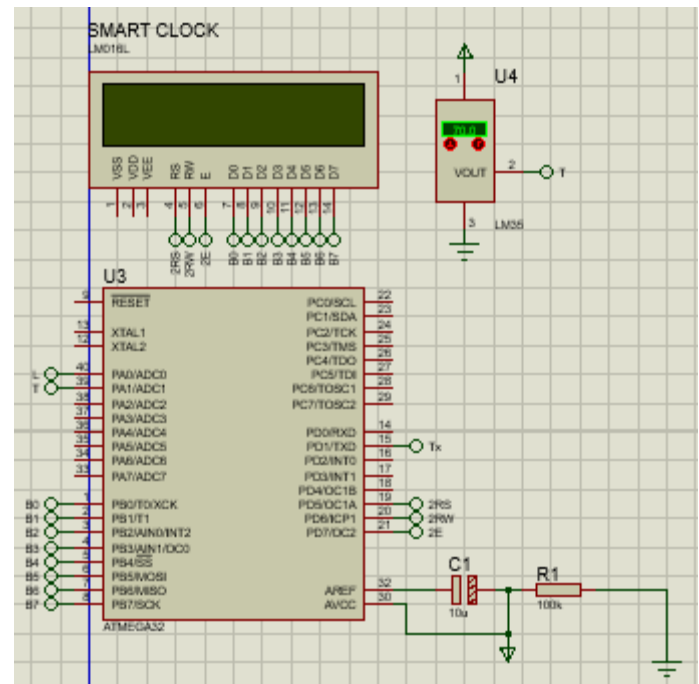 SMART CLOCK
LM016L
VSS VDD VEE RS RW E D0 D1 D2 D3 D4 D5 D6 D7
1 2 3 4 5 6 7 8 9 10 11 12 13 14
2RS 2RW 2E B0 B1 B2 B3 B4 B5 B6 B7
U4
1
70.0
VOUT
2
T
3
LM35
U3
9 RESET PC0/SCL 22
PC1/SDA 23
13 XTAL1 PC2/TCK 24
12 XTAL2 PC3/TMS 25
PC4/TDO 26
L 40 PA0/ADC0 PC5/TDI 27
T 39 PA1/ADC1 PC6/TOSC1 28
38 PA2/ADC2 PC7/TOSC2 29
37 PA3/ADC3
36 PA4/ADC4 PD0/RXD 14
35 PA5/ADC5 PD1/TXD 15 Tx
34 PA6/ADC6 PD2/INT0 16
33 PA7/ADC7 PD3/INT1 17
PD4/OC1B 18
B0 1 PB0/T0/XCK PD5/OC1A 19 2RS
B1 2 PB1/T1 PD6/ICP1 20 2RW
B2 3 PB2/AIN0/INT2 PD7/OC2 21 2E
B3 4 PB3/AIN1/OC0
B4 5 PB4/SS
B5 6 PB5/MOSI
B6 7 PB6/MISO AREF 32
B7 8 PB7/SCK AVCC 30
ATMEGA32
C1
10u
R1
100k